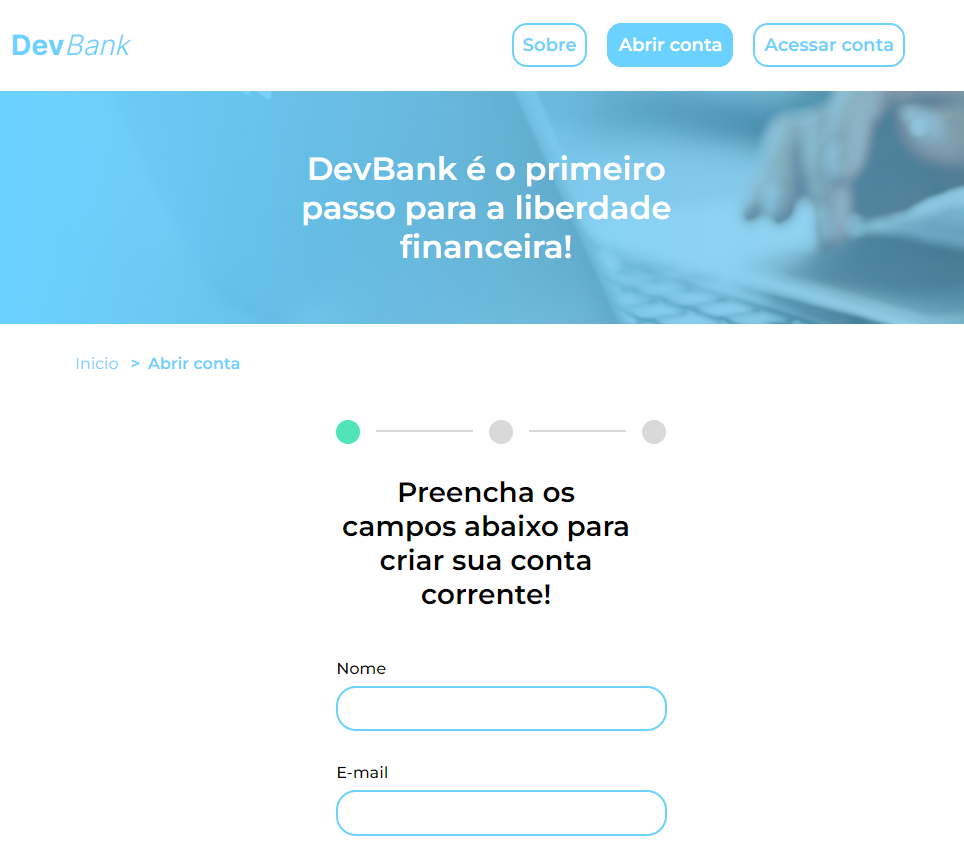 DevBank
Sobre
Abrir conta
Acessar conta
DevBank é o primeiro
passo para a liberdade
financeira!
Inicio > Abrir conta
Preencha os
campos abaixo para
criar sua conta
corrente!
Nome
E-mail